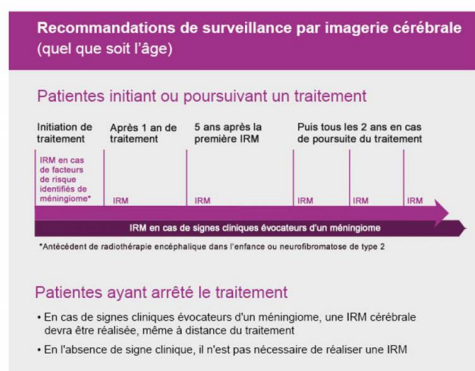 Recommandations de surveillance par imagerie cérébrale
(quel que soit l'âge)
Patientes initiant ou poursuivant un traitement
Initiation de
traitement
Après 1 an de
traitement
5 ans après la
première IRM
Puis tous les 2 ans en cas
de poursuite du traitement
IRM en cas
de facteurs
de risque
identifiés de
méningiome*
IRM
IRM
IRM
IRM
IRM
IRM en cas de signes cliniques évocateurs d'un méningiome
*Antécédent de radiothérapie encéphalique dans l'enfance ou neurofibromatose de type 2
Patientes ayant arrêté le traitement
• En cas de signes cliniques évocateurs d'un méningiome, une IRM cérébrale
devra être réalisée, même à distance du traitement
• En l'absence de signe clinique, il n'est pas nécessaire de réaliser une IRM